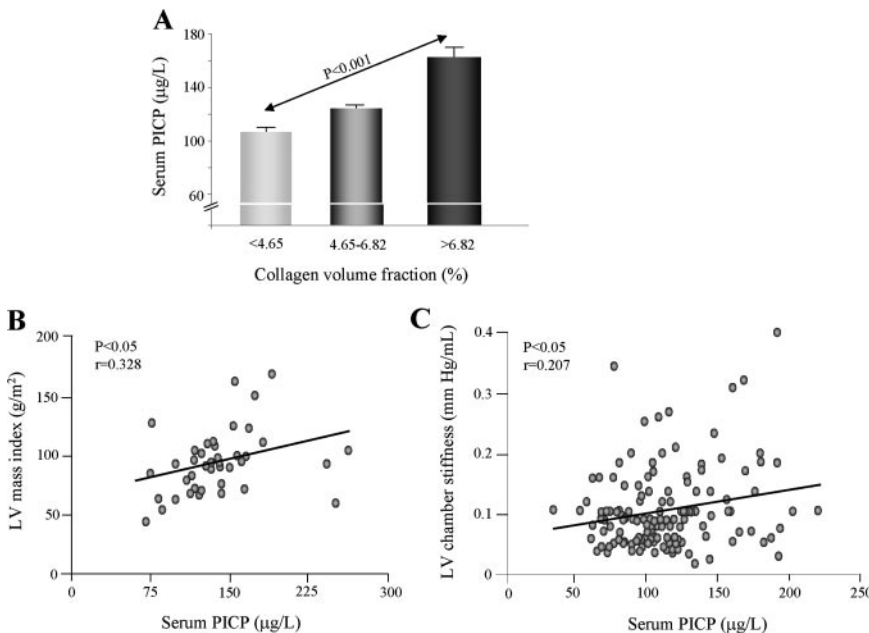 A
Serum PICP (µg/L)
180
140
100
60
P<0.001
<4.65
4.65-6.82
>6.82
Collagen volume fraction (%)
B
LV mass index (g/m²)
200
150
100
50
0
P<0.05
r=0.328
75
150
225
300
Serum PICP (µg/L)
C
LV chamber stiffness (mm Hg/mL)
0.4
0.3
0.2
0.1
0
P<0.05
r=0.207
0
50
100
150
200
250
Serum PICP (µg/L)